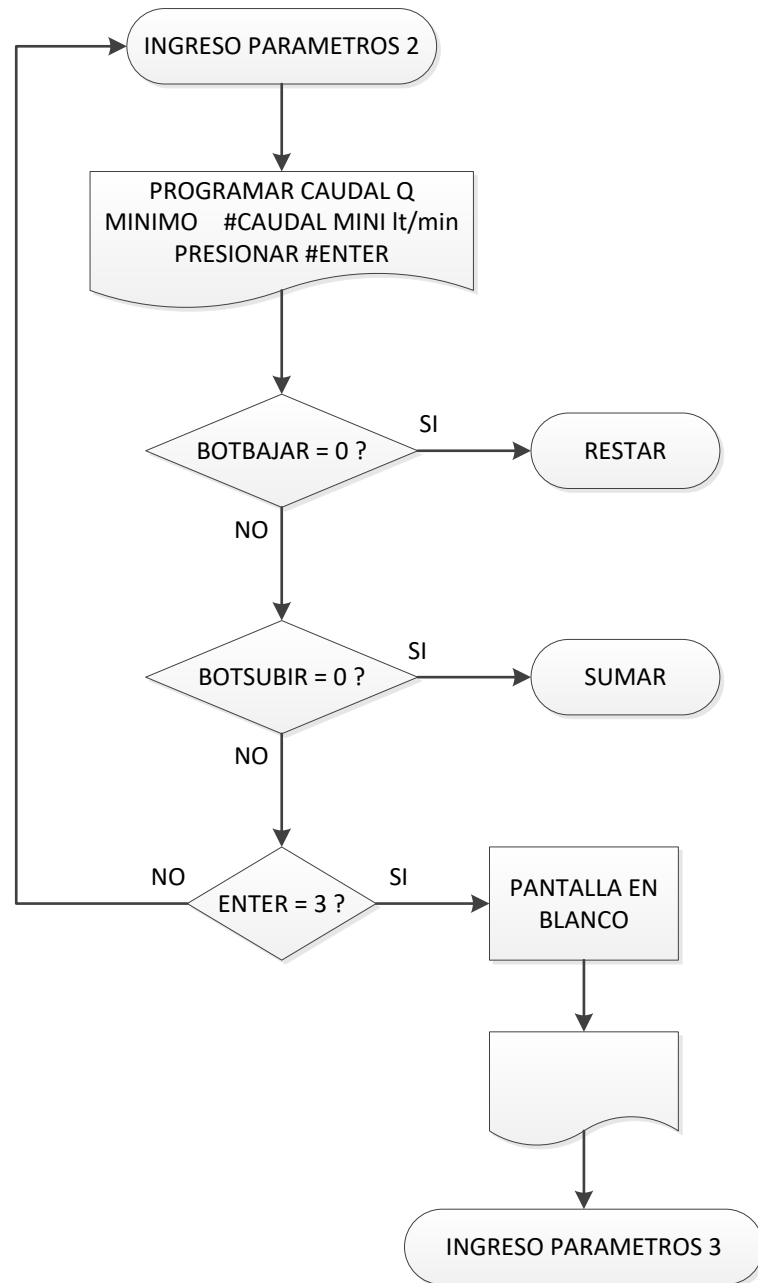 INGRESO PARAMETROS 2
PROGRAMAR CAUDAL Q
MINIMO #CAUDAL MINI lt/min
PRESIONAR #ENTER
BOTBAJAR = 0 ?
SI
RESTAR
NO
BOTSUBIR = 0 ?
SI
SUMAR
NO
ENTER = 3 ?
NO
SI
PANTALLA EN
BLANCO
INGRESO PARAMETROS 3